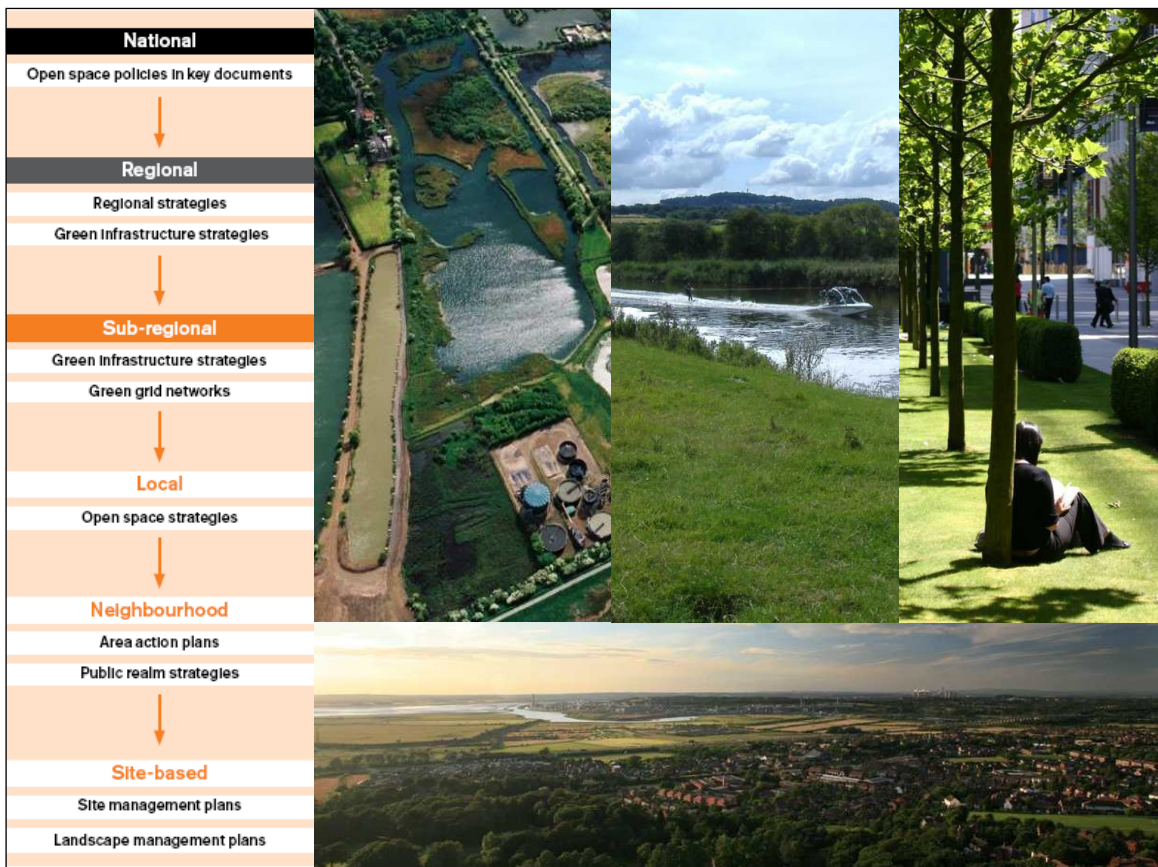 National
Open space policies in key documents
Regional
Regional strategies
Green infrastructure strategies
Sub-regional
Green infrastructure strategies
Green grid networks
Local
Open space strategies
Neighbourhood
Area action plans
Public realm strategies
Site-based
Site management plans
Landscape management plans